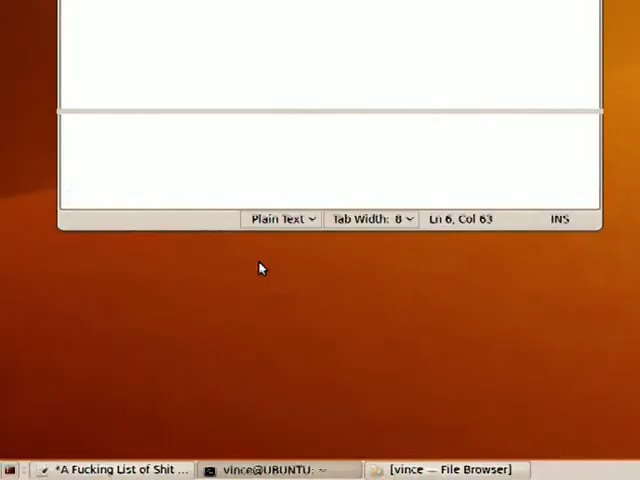 Plain Text Tab Width: 8 Ln 6, Col 63 INS
*A Fucking List of Shit ... vince@UBUNTU: ~ [vince — File Browser]